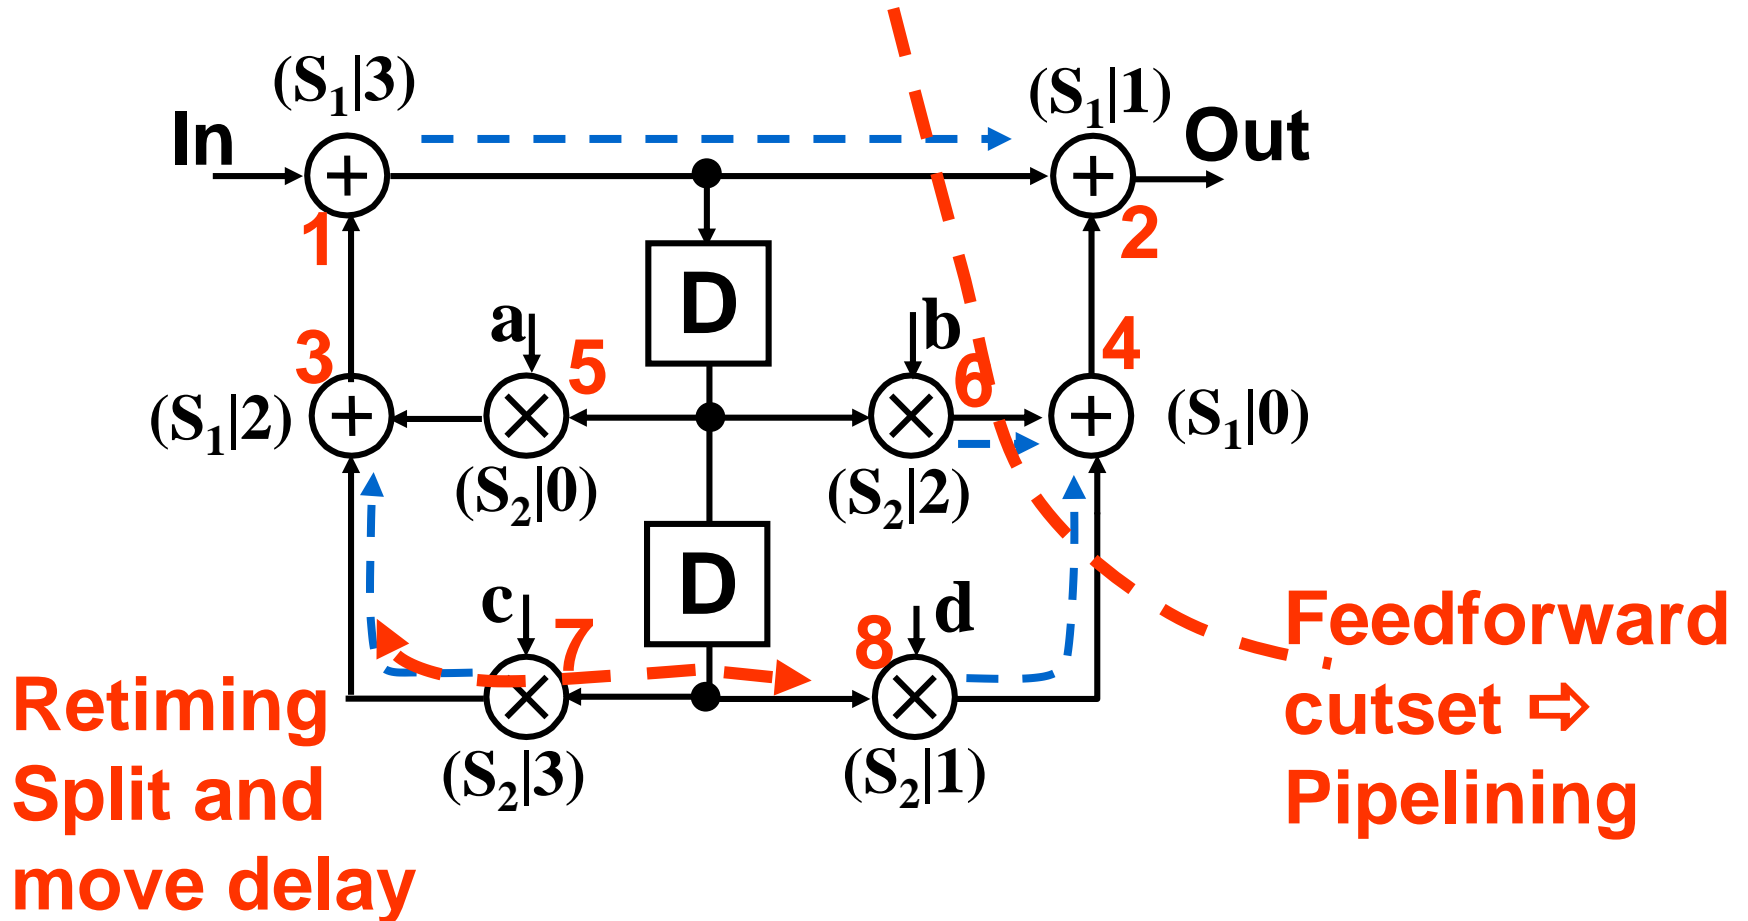 (S₁|3)
(S₁|1)
In
Out
+
+
1
2
D
a
b
3
5
6
4
+
×
×
+
(S₁|2)
(S₁|0)
(S₂|0)
(S₂|2)
D
c
d
7
8
×
×
(S₂|3)
(S₂|1)
Retiming
Split and
move delay
Feedforward
cutset ⇨
Pipelining